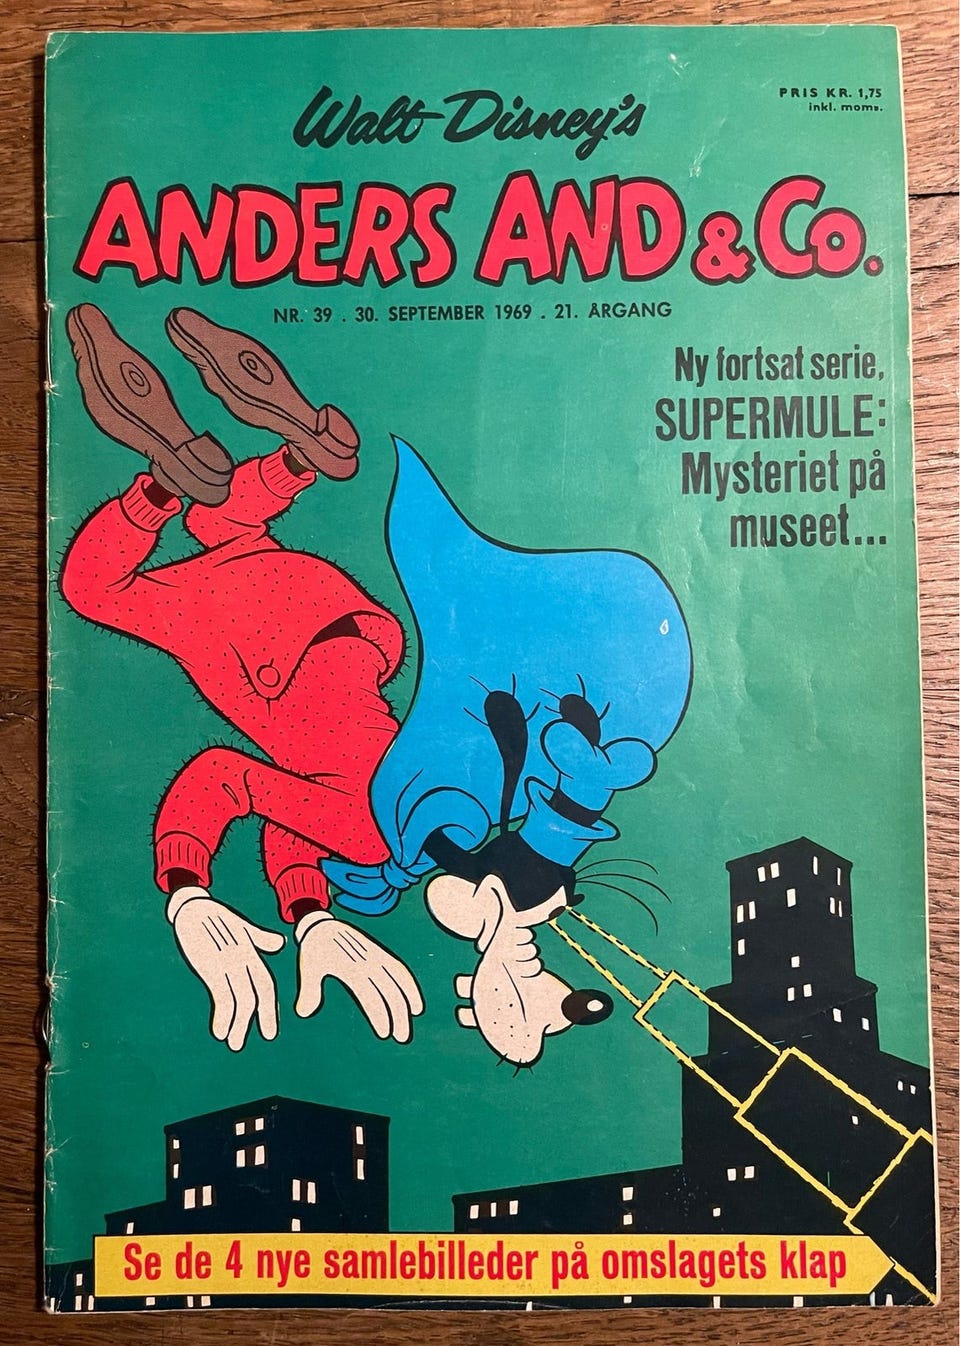 PRIS KR. 1,75
inkl. moms.
Walt Disney's
ANDERS AND & Co.
NR. 39 . 30. SEPTEMBER 1969 . 21. ÅRGANG
Ny fortsat serie,
SUPERMULE:
Mysteriet på
museet...
Se de 4 nye samlebilleder på omslagets klap